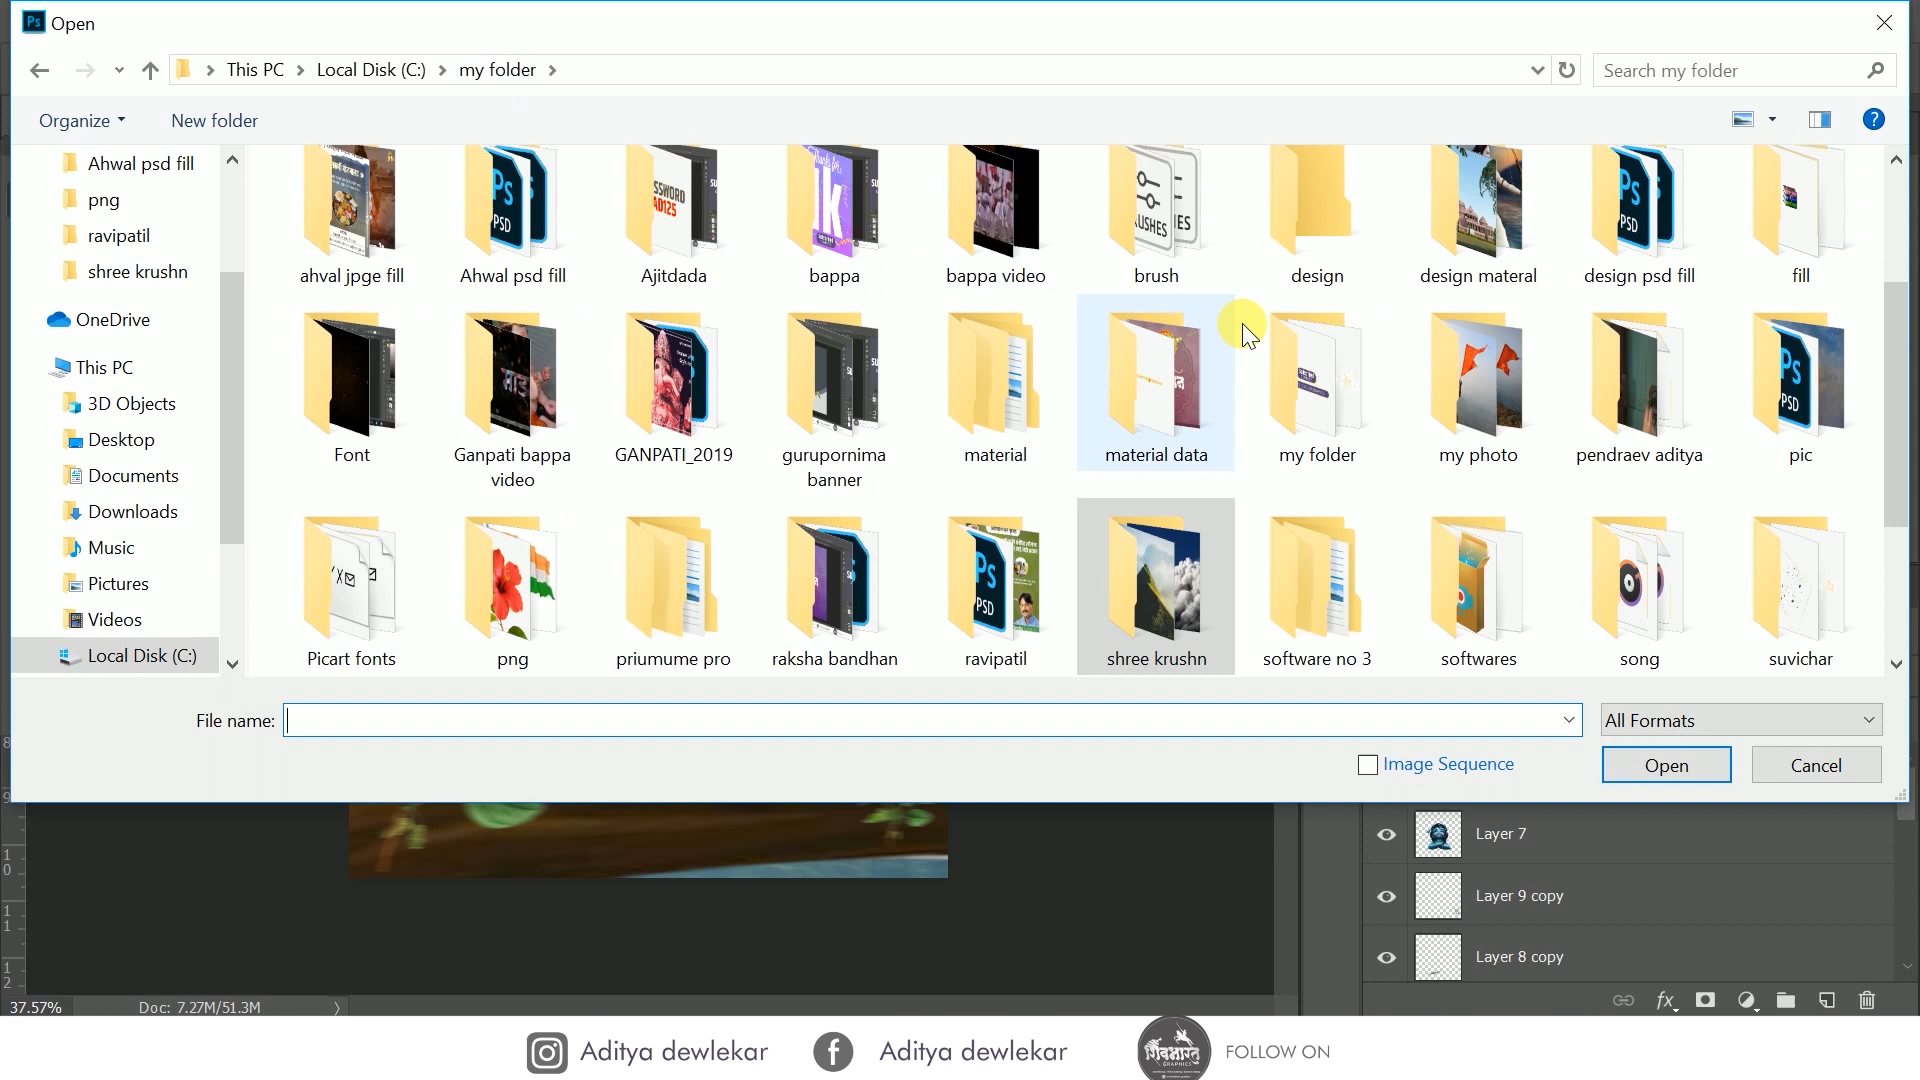 Ps Open
This PC > Local Disk (C:) > my folder >
Search my folder
Organize
New folder
Ahwal psd fill
png
ravipatil
shree krushn
OneDrive
This PC
3D Objects
Desktop
Documents
Downloads
Music
Pictures
Videos
Local Disk (C:)
ahval jpge fill
Ahwal psd fill
Ajitdada
bappa
bappa video
brush
design
design materal
design psd fill
fill
Font
Ganpati bappa
video
GANPATI_2019
gurupornima
banner
material
material data
my folder
my photo
pendraev aditya
pic
Picart fonts
png
priumume pro
raksha bandhan
ravipatil
shree krushn
software no 3
softwares
song
suvichar
File name:
All Formats
Image Sequence
Open
Cancel
Layer 7
Layer 9 copy
Layer 8 copy
37.57%
Doc: 7.27M/51.3M
Aditya dewlekar
Aditya dewlekar
शिवभारत
GRAPHICS
FOLLOW ON